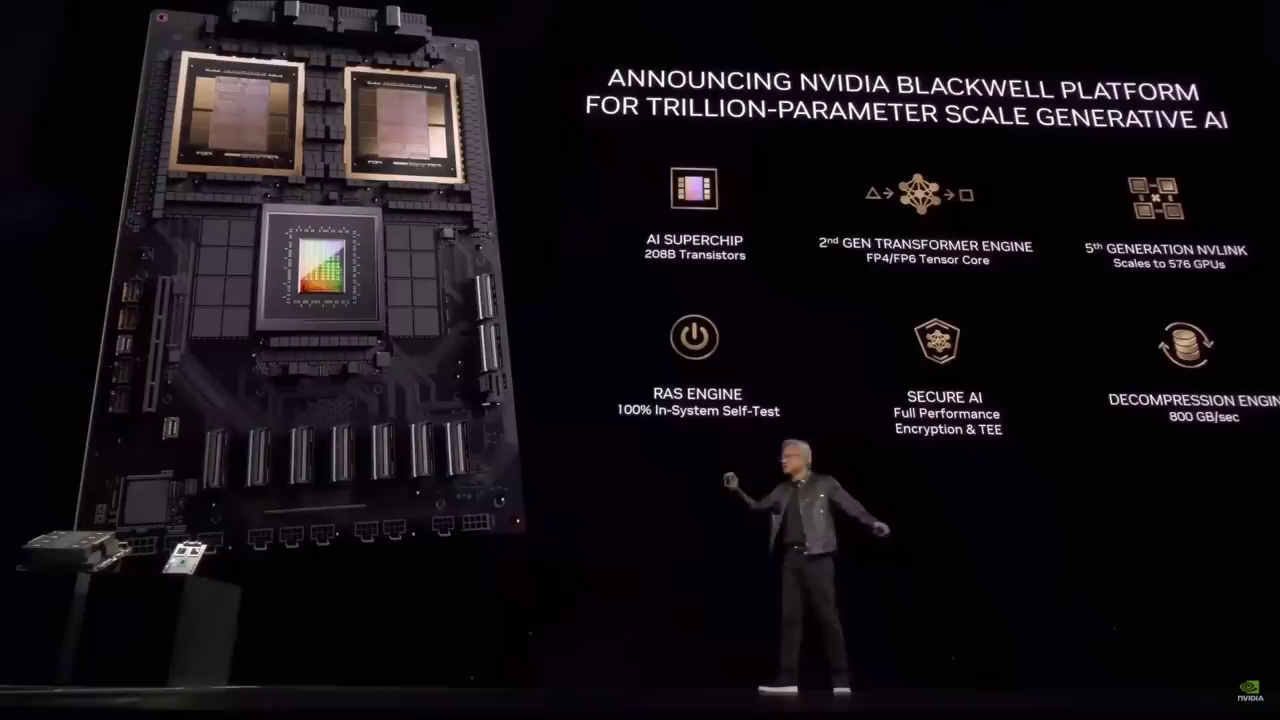 ANNOUNCING NVIDIA BLACKWELL PLATFORM
FOR TRILLION-PARAMETER SCALE GENERATIVE AI
AI SUPERCHIP
208B Transistors
2nd GEN TRANSFORMER ENGINE
FP4/FP6 Tensor Core
5th GENERATION NVLINK
Scales to 576 GPUs
RAS ENGINE
100% In-System Self-Test
SECURE AI
Full Performance
Encryption & TEE
DECOMPRESSION ENGIN
800 GB/sec
NVIDIA